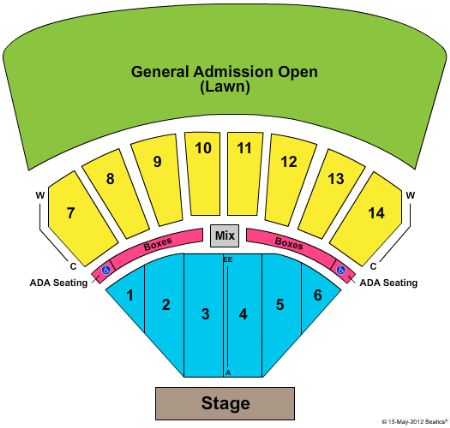 General Admission Open
(Lawn)
10
11
9
12
8
13
7
14
W
W
C
C
Boxes
Mix
Boxes
ADA Seating
ADA Seating
EE
1
2
3
4
5
6
A
Stage
© 15-May-2012 Seatics®